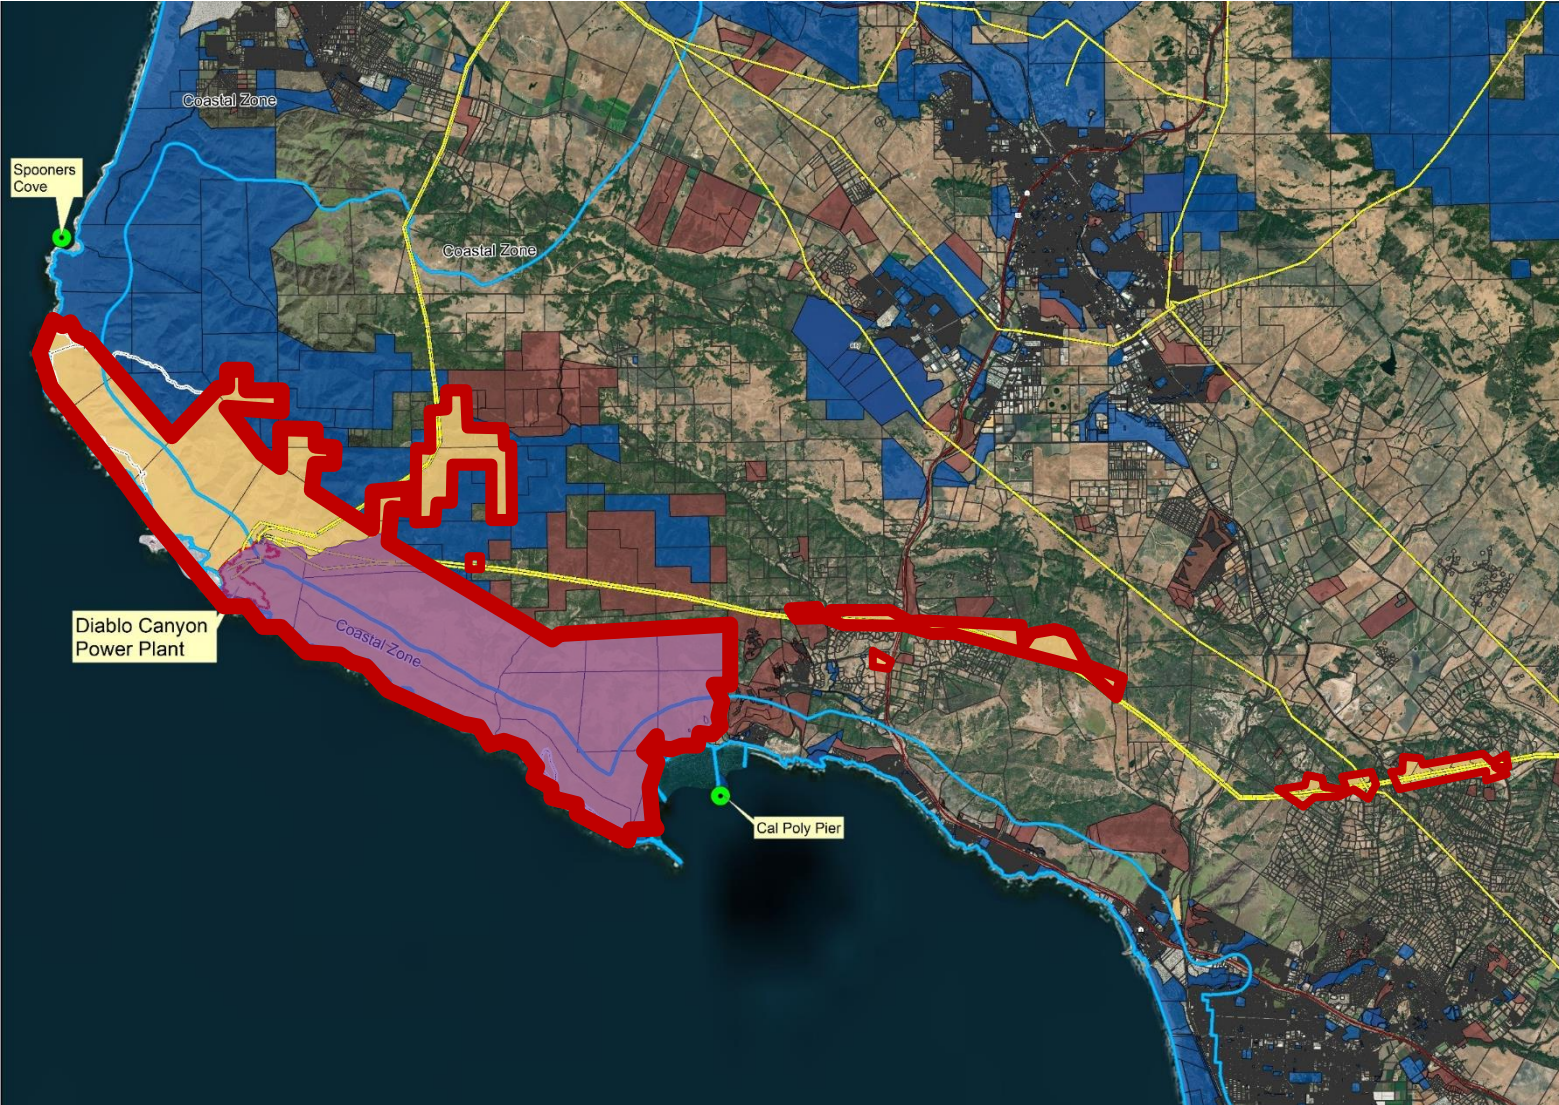 Coastal Zone
Spooners
Cove
Coastal Zone
Diablo Canyon
Power Plant
Coastal Zone
Cal Poly Pier